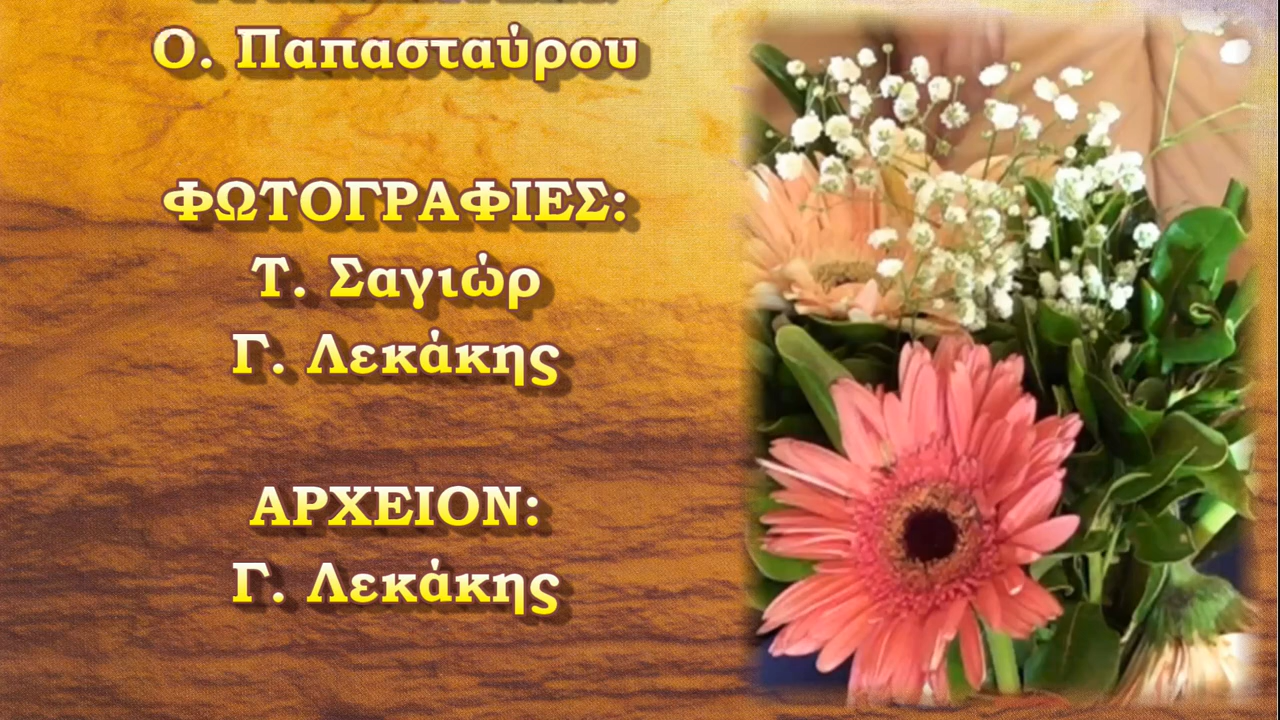 Ο. Παπασταύρου
ΦΩΤΟΓΡΑΦΙΕΣ:
Τ. Σαγιώρ
Γ. Λεκάκης
ΑΡΧΕΙΟΝ:
Γ. Λεκάκης